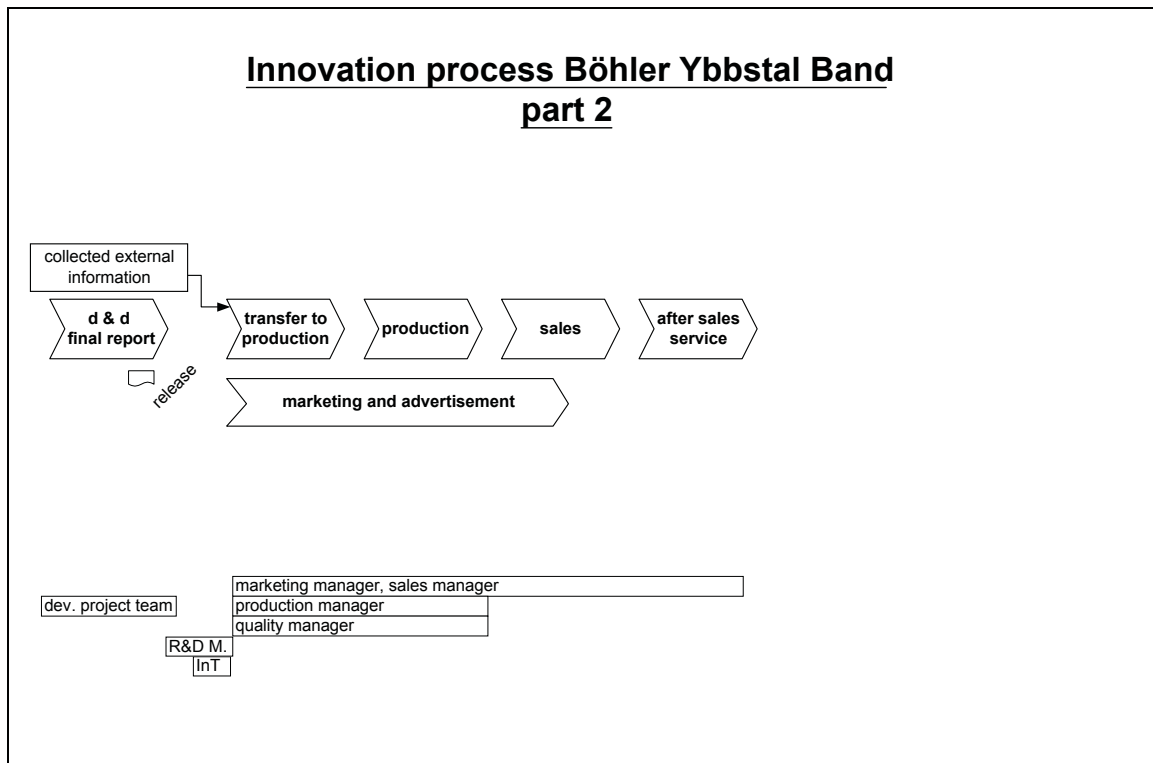 Innovation process Böhler Ybbstal Band
part 2
collected external
information
d & d
final report
transfer to
production
production
sales
after sales
service
release
marketing and advertisement
marketing manager, sales manager
dev. project team
production manager
quality manager
R&D M.
InT